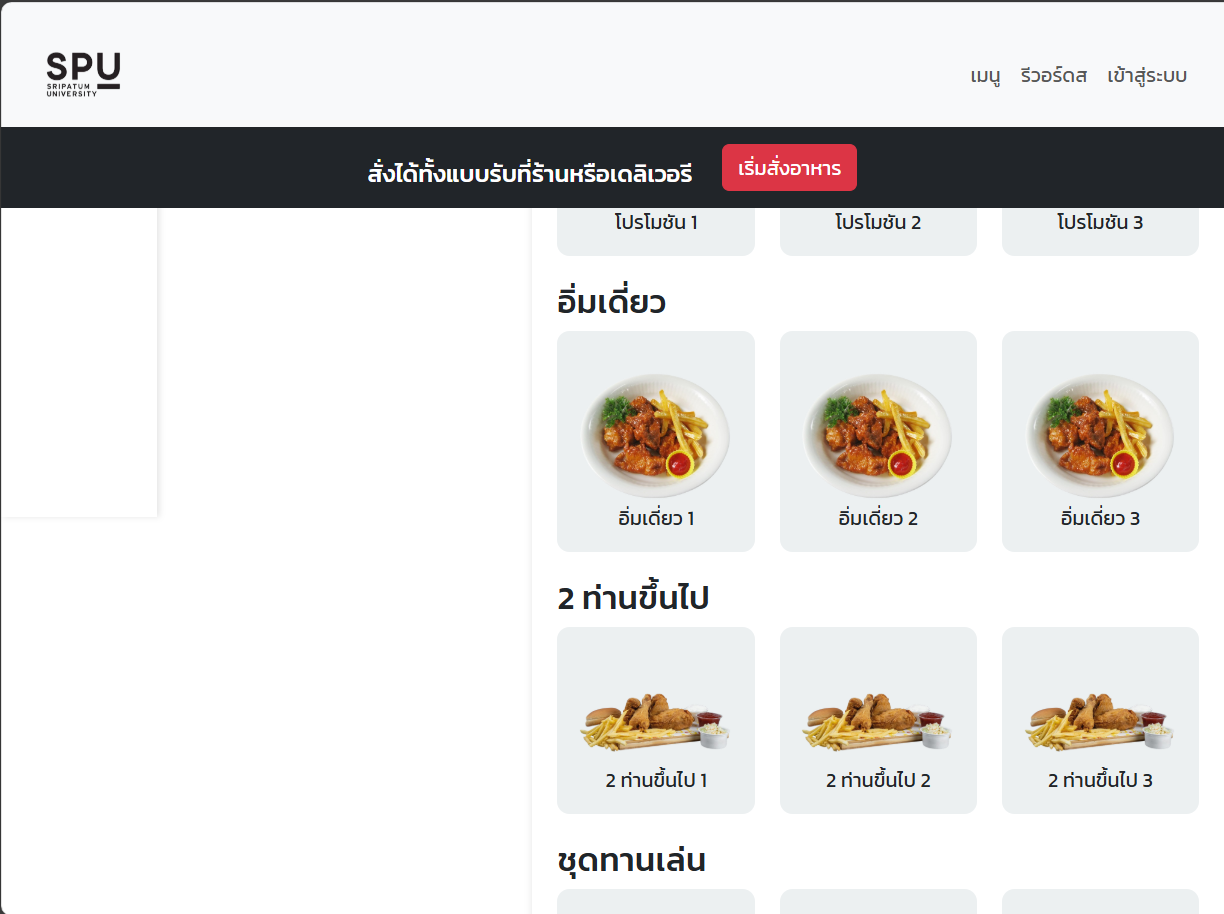 SPU
SRIPATUM
UNIVERSITY
เมนู รีวอร์ดส เข้าสู่ระบบ
สั่งได้ทั้งแบบรับที่ร้านหรือเดลิเวอรี เริ่มสั่งอาหาร
โปรโมชัน 1 โปรโมชัน 2 โปรโมชัน 3
อิ่มเดี่ยว
อิ่มเดี่ยว 1 อิ่มเดี่ยว 2 อิ่มเดี่ยว 3
2 ท่านขึ้นไป
2 ท่านขึ้นไป 1 2 ท่านขึ้นไป 2 2 ท่านขึ้นไป 3
ชุดทานเล่น